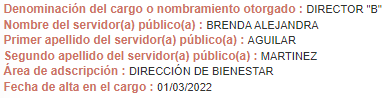 Denominación del cargo o nombramiento otorgado : DIRECTOR "B"
Nombre del servidor(a) público(a) : BRENDA ALEJANDRA
Primer apellido del servidor(a) público(a) : AGUILAR
Segundo apellido del servidor(a) público(a) : MARTINEZ
Área de adscripción : DIRECCIÓN DE BIENESTAR
Fecha de alta en el cargo : 01/03/2022